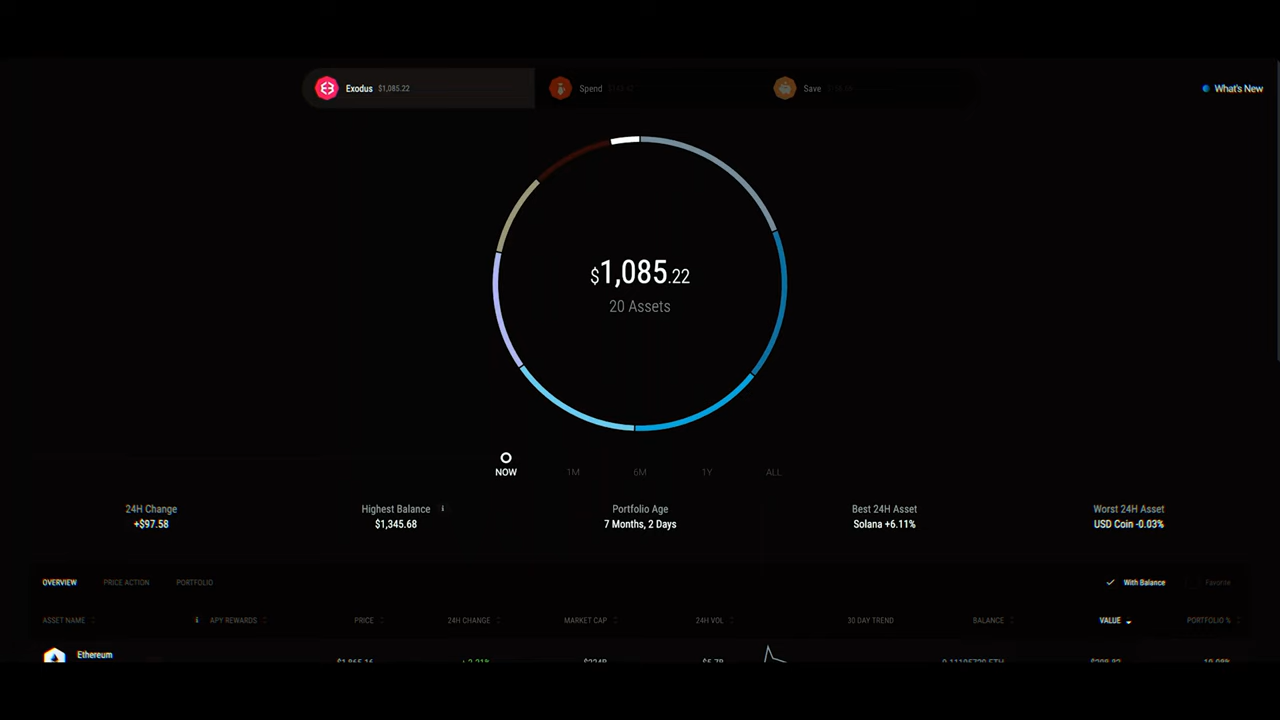 Exodus $1,085.22
Spend
Save
What's New
$1,085.22
20 Assets
NOW 1M 6M 1Y ALL
24H Change Highest Balance i Portfolio Age Best 24H Asset Worst 24H Asset
+$97.58 $1,345.68 7 Months, 2 Days Solana +6.11% USD Coin -0.03%
OVERVIEW PRICE ACTION PORTFOLIO With Balance Favorite
ASSET NAME i APY REWARDS PRICE 24H CHANGE MARKET CAP 24H VOL 30 DAY TREND BALANCE VALUE PORTFOLIO %
Ethereum